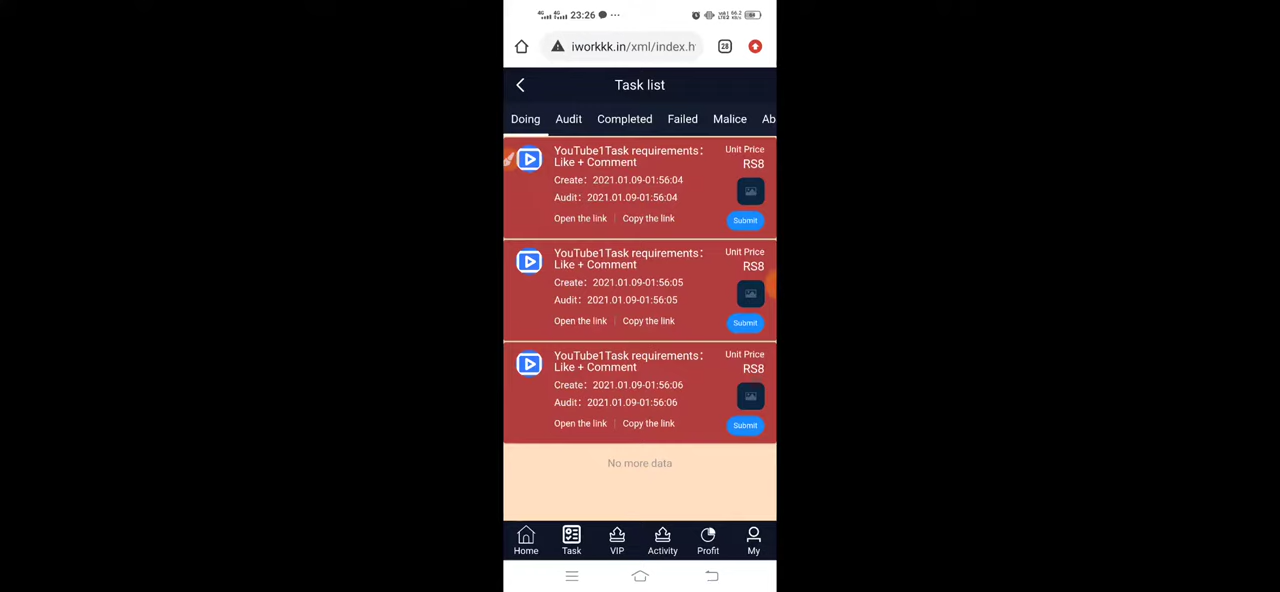 23:26
66.2
iworkkk.in/xml/index.h
28
Task list
Doing Audit Completed Failed Malice Ab
YouTube1Task requirements：
Like + Comment
Create：2021.01.09-01:56:04
Audit：2021.01.09-01:56:04
Open the link | Copy the link
Unit Price
RS8
Submit
YouTube1Task requirements：
Like + Comment
Create：2021.01.09-01:56:05
Audit：2021.01.09-01:56:05
Open the link | Copy the link
Unit Price
RS8
Submit
YouTube1Task requirements：
Like + Comment
Create：2021.01.09-01:56:06
Audit：2021.01.09-01:56:06
Open the link | Copy the link
Unit Price
RS8
Submit
No more data
Home Task VIP Activity Profit My